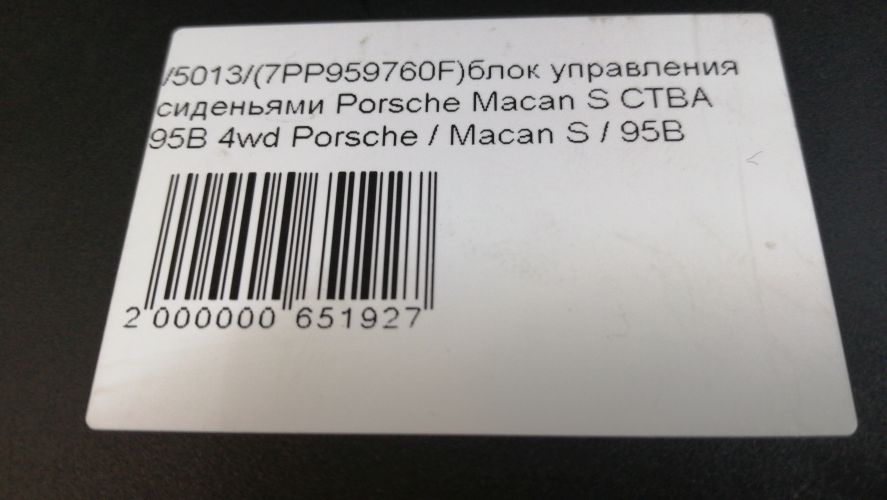 /5013/(7PP959760F)блок управления
сиденьями Porsche Macan S CTBA
95B 4wd Porsche / Macan S / 95B
2 000000 651927